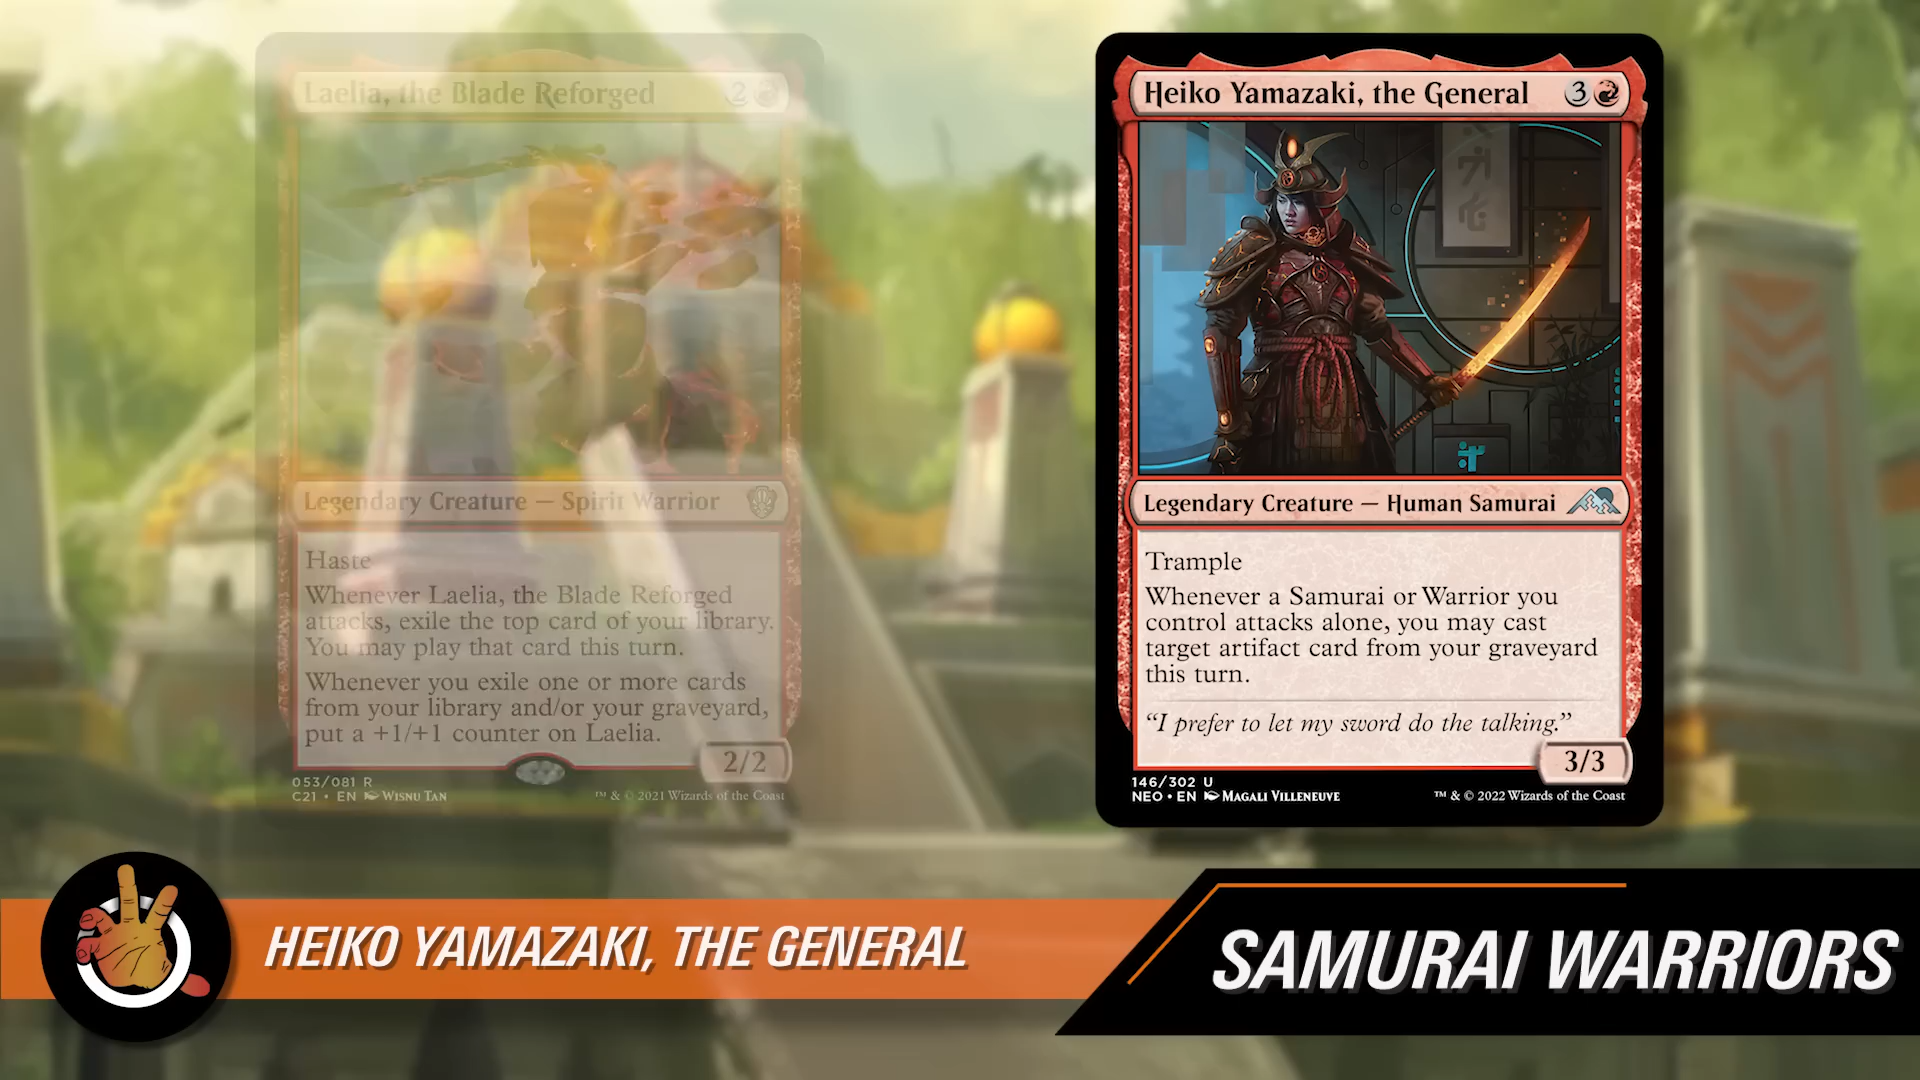 Laelia, the Blade Reforged 2
Legendary Creature — Spirit Warrior
Haste
Whenever Laelia, the Blade Reforged
attacks, exile the top card of your library.
You may play that card this turn.
Whenever you exile one or more cards
from your library and/or your graveyard,
put a +1/+1 counter on Laelia.
2/2
053/081 R
C21 • EN Wisnu Tan ™ & © 2021 Wizards of the Coast
Heiko Yamazaki, the General 3
Legendary Creature — Human Samurai
Trample
Whenever a Samurai or Warrior you
control attacks alone, you may cast
target artifact card from your graveyard
this turn.
“I prefer to let my sword do the talking.”
3/3
146/302 U
NEO • EN Magali Villeneuve ™ & © 2022 Wizards of the Coast
HEIKO YAMAZAKI, THE GENERAL
SAMURAI WARRIORS